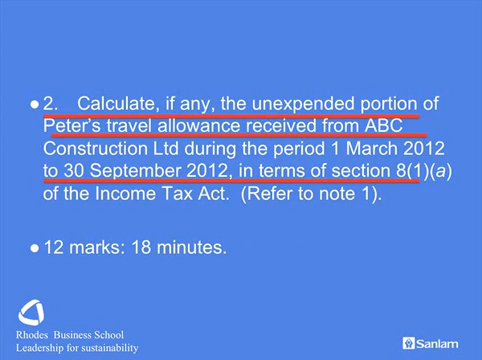 ● 2. Calculate, if any, the unexpended portion of
Peter's travel allowance received from ABC
Construction Ltd during the period 1 March 2012
to 30 September 2012, in terms of section 8(1)(a)
of the Income Tax Act. (Refer to note 1).
● 12 marks: 18 minutes.
Rhodes Business School
Leadership for sustainability
Sanlam